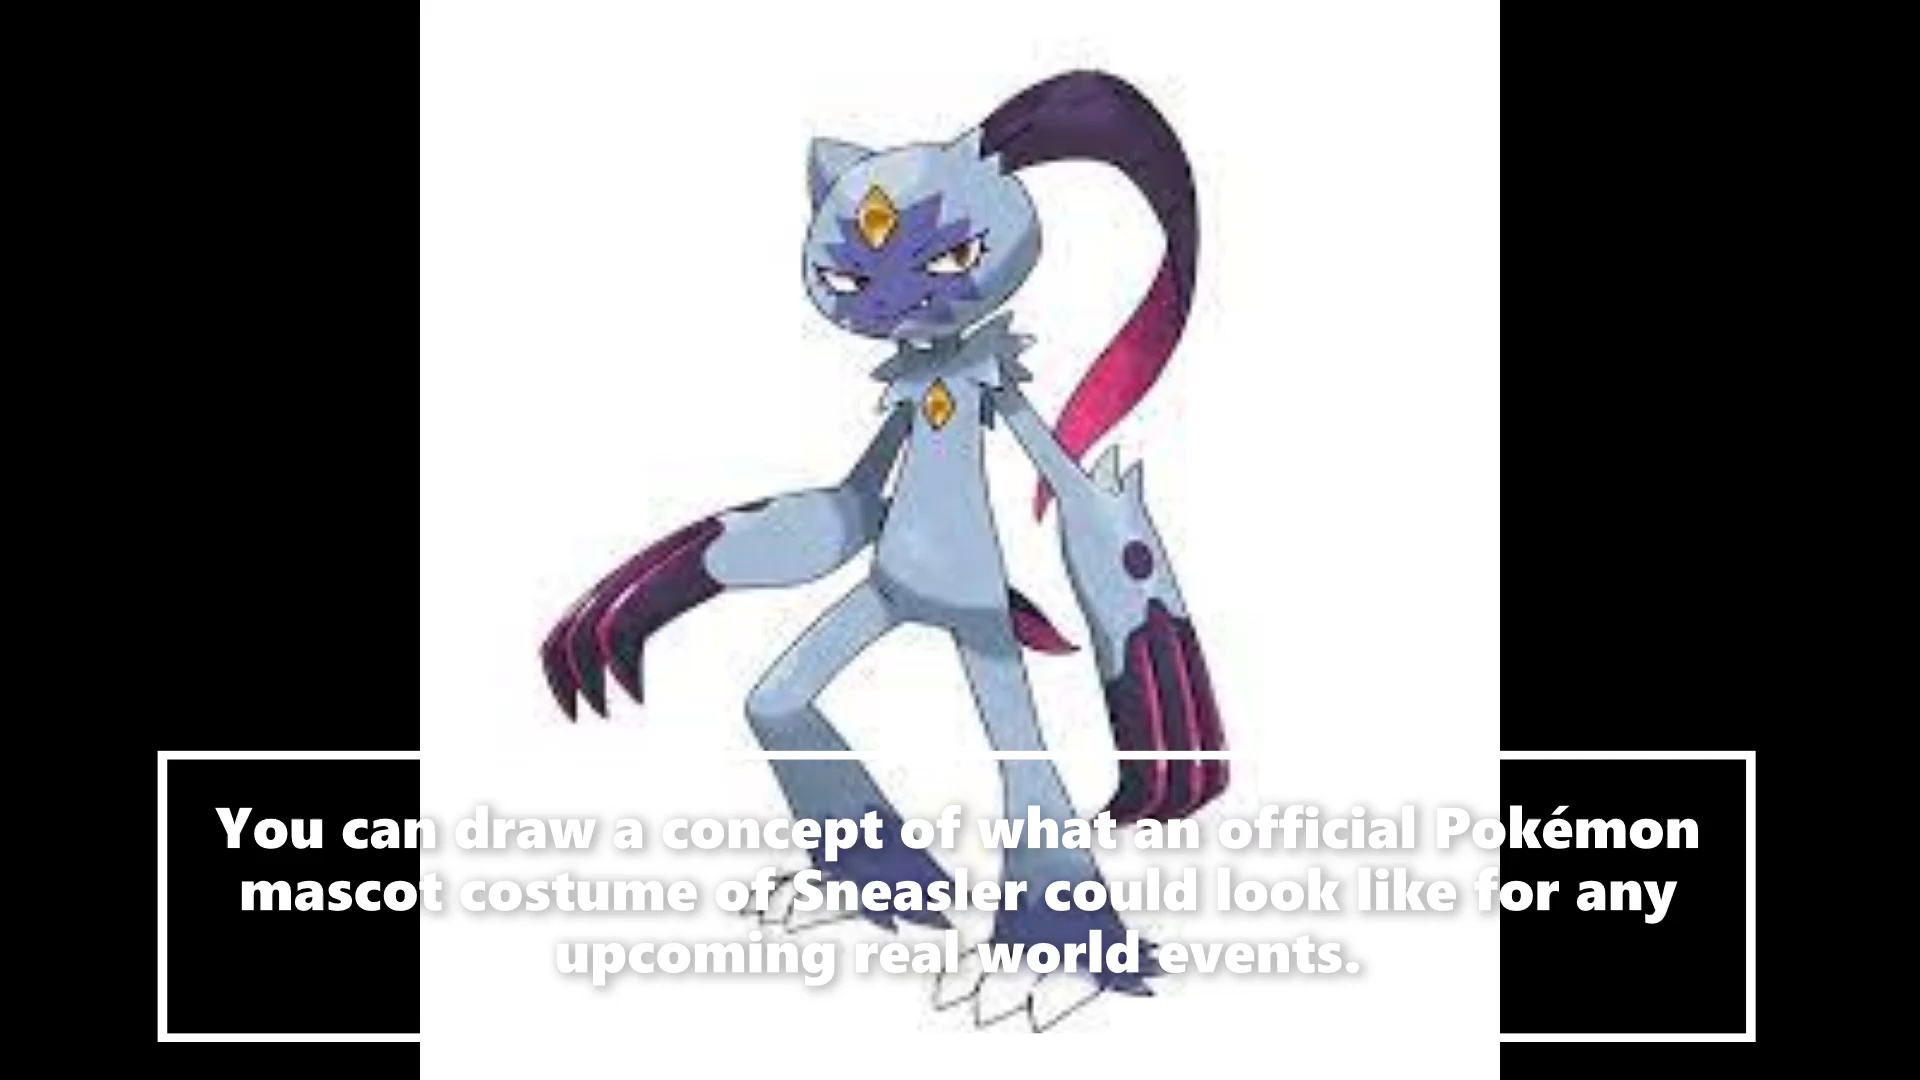 You can draw a concept of what an official Pokémon
mascot costume of Sneasler could look like for any
upcoming real world events.